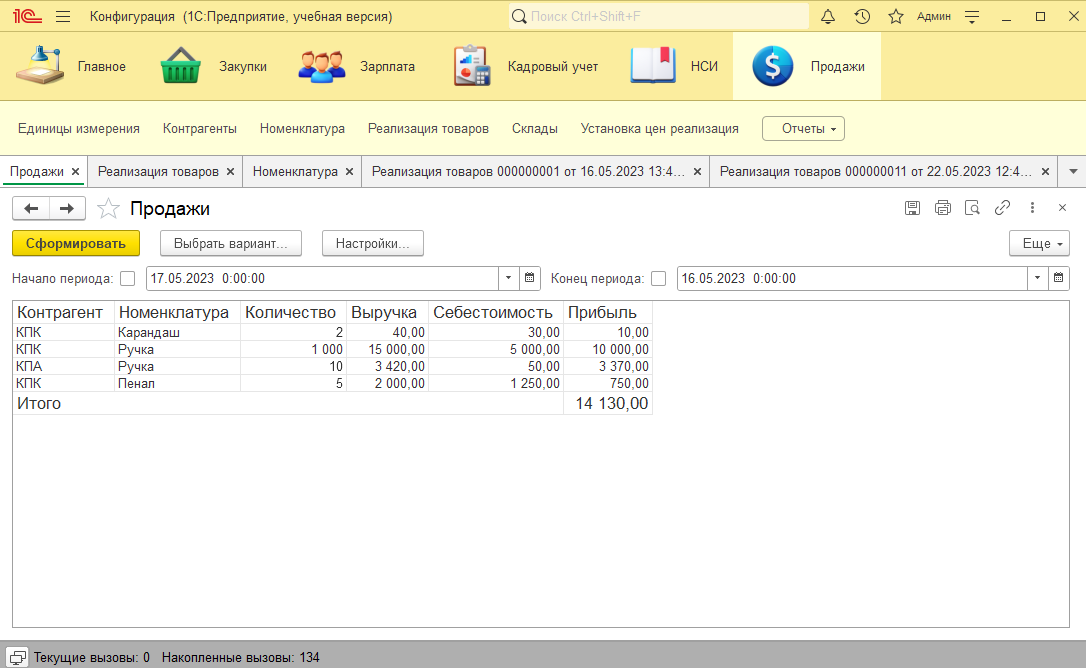 1С Конфигурация (1С:Предприятие, учебная версия) Поиск Ctrl+Shift+F Админ
Главное Закупки Зарплата Кадровый учет НСИ Продажи
Единицы измерения Контрагенты Номенклатура Реализация товаров Склады Установка цен реализация Отчеты
Продажи Реализация товаров Номенклатура Реализация товаров 000000001 от 16.05.2023 13:4... Реализация товаров 000000011 от 22.05.2023 12:4...
Продажи
Сформировать Выбрать вариант... Настройки... Еще
Начало периода: 17.05.2023 0:00:00 Конец периода: 16.05.2023 0:00:00
Контрагент Номенклатура Количество Выручка Себестоимость Прибыль
КПК Карандаш 2 40,00 30,00 10,00
КПК Ручка 1 000 15 000,00 5 000,00 10 000,00
КПА Ручка 10 3 420,00 50,00 3 370,00
КПК Пенал 5 2 000,00 1 250,00 750,00
Итого 14 130,00
Текущие вызовы: 0 Накопленные вызовы: 134